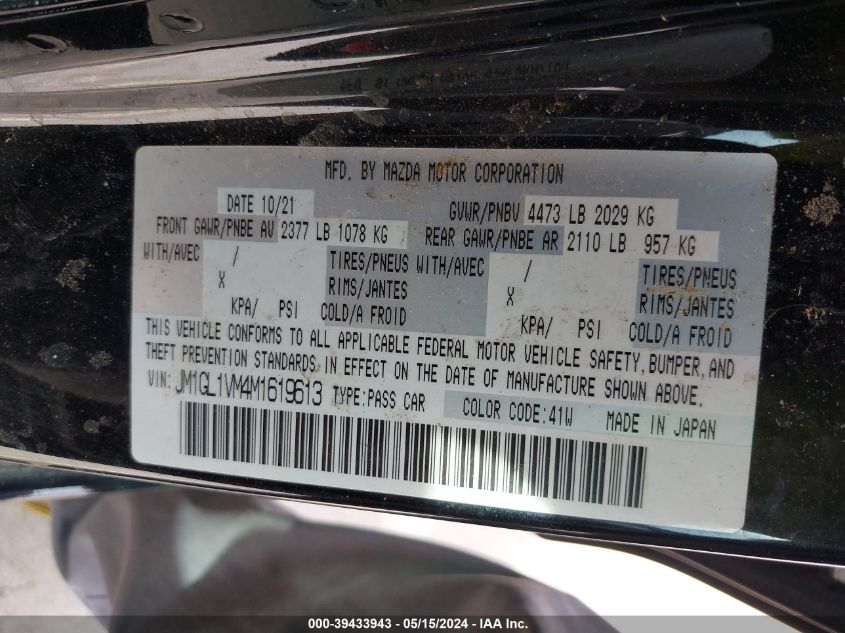 MFD. BY MAZDA MOTOR CORPORATION
DATE 10/21
GVWR/PNBV 4473 LB 2029 KG
FRONT GAWR/PNBE AV 2377 LB 1078 KG
REAR GAWR/PNBE AR 2110 LB 957 KG
WITH/AVEC / TIRES/PNEUS WITH/AVEC / TIRES/PNEUS
X RIMS/JANTES X RIMS/JANTES
KPA/ PSI COLD/A FROID KPA/ PSI COLD/A FROID
THIS VEHICLE CONFORMS TO ALL APPLICABLE FEDERAL MOTOR VEHICLE SAFETY, BUMPER, AND
THEFT PREVENTION STANDARDS IN EFFECT ON THE DATE OF MANUFACTURE SHOWN ABOVE.
VIN: JM1GL1VM4M1619613 TYPE:PASS CAR COLOR CODE:41W MADE IN JAPAN
000-39433943 - 05/15/2024 - IAA Inc.